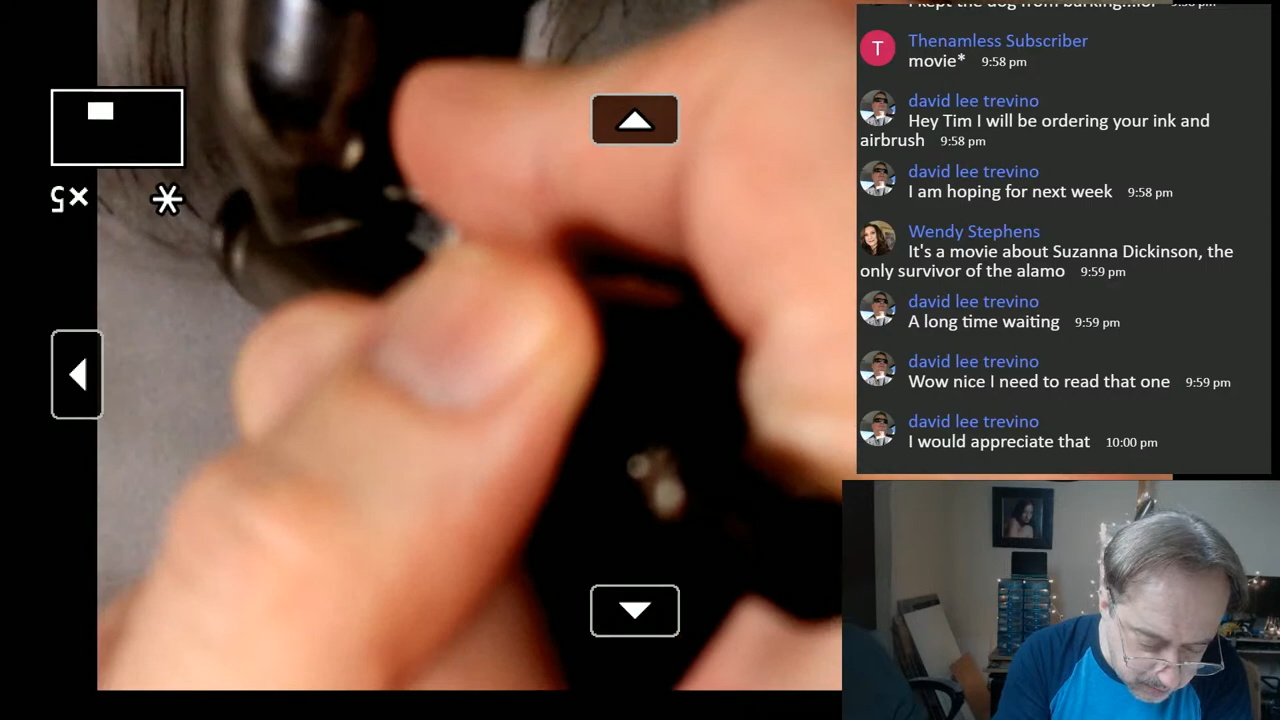 Thenamless Subscriber
T
movie* 9:58 pm
david lee trevino
Hey Tim I will be ordering your ink and
airbrush 9:58 pm
david lee trevino
I am hoping for next week 9:58 pm
Wendy Stephens
It's a movie about Suzanna Dickinson, the
only survivor of the alamo 9:59 pm
david lee trevino
A long time waiting 9:59 pm
david lee trevino
Wow nice I need to read that one 9:59 pm
david lee trevino
I would appreciate that 10:00 pm
x5